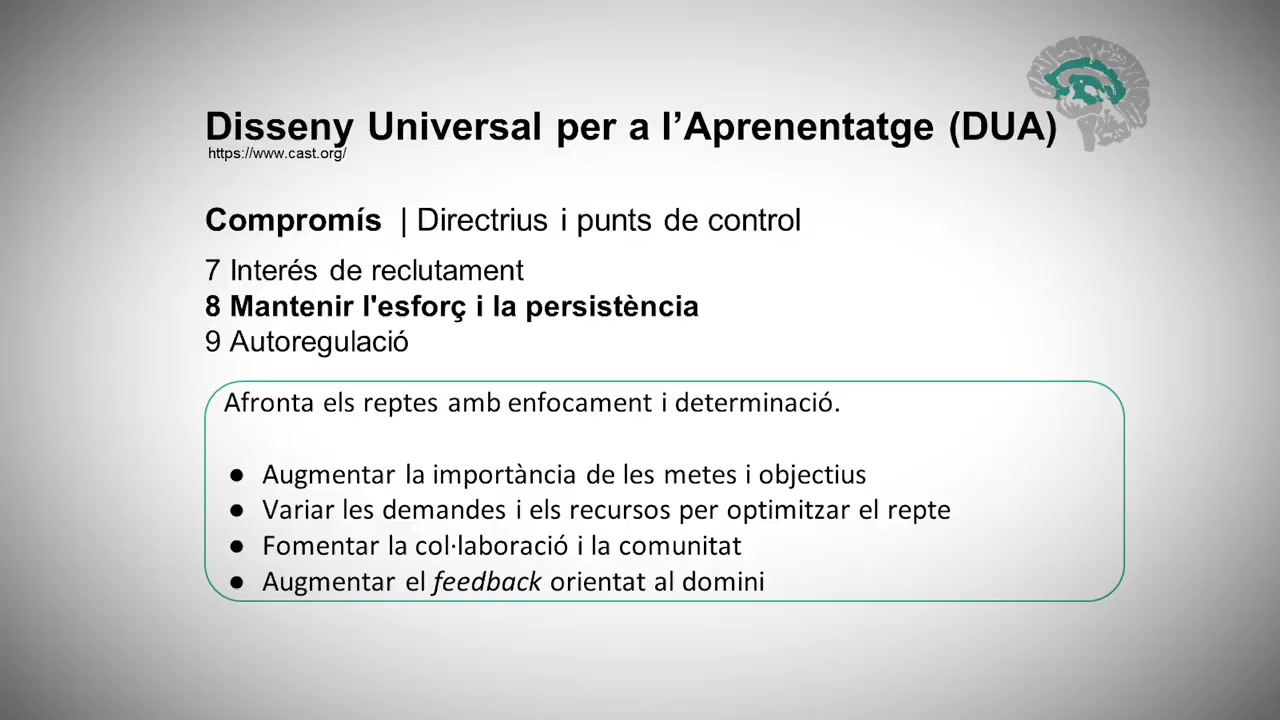 Disseny Universal per a l’Aprenentatge (DUA)
https://www.cast.org/
Compromís | Directrius i punts de control
7 Interés de reclutament
8 Mantenir l'esforç i la persistència
9 Autoregulació
Afronta els reptes amb enfocament i determinació.
● Augmentar la importància de les metes i objectius
● Variar les demandes i els recursos per optimitzar el repte
● Fomentar la col·laboració i la comunitat
● Augmentar el feedback orientat al domini